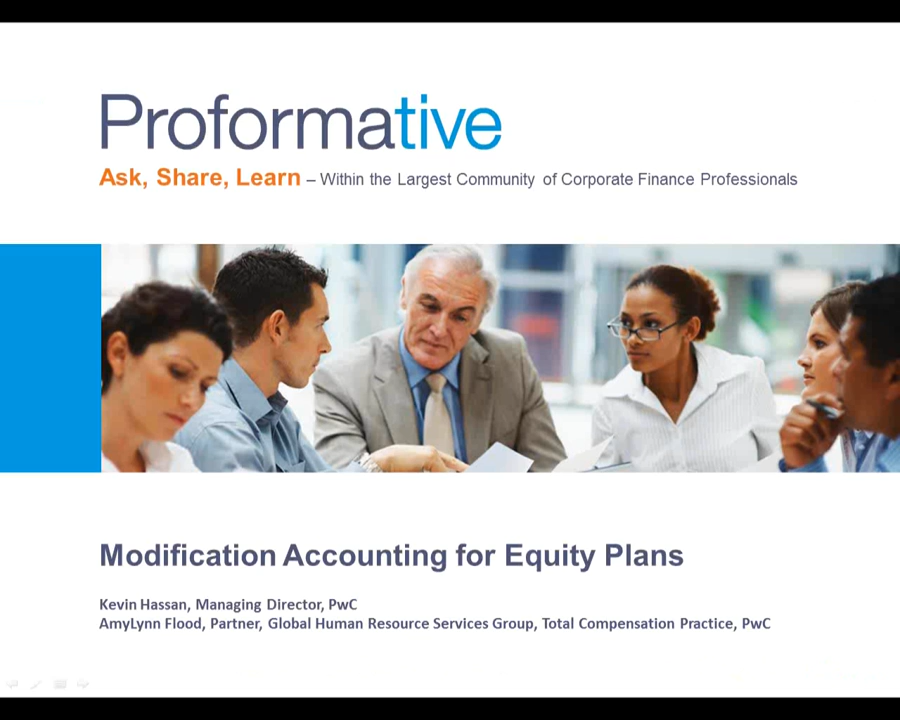 Proformative
Ask, Share, Learn – Within the Largest Community of Corporate Finance Professionals
Modification Accounting for Equity Plans
Kevin Hassan, Managing Director, PwC
AmyLynn Flood, Partner, Global Human Resource Services Group, Total Compensation Practice, PwC